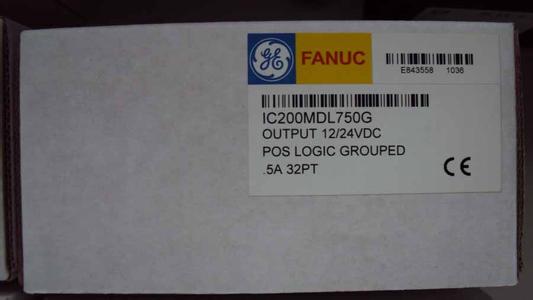 GE FANUC
E843558 1036
IC200MDL750G
OUTPUT 12/24VDC
POS LOGIC GROUPED
.5A 32PT
CE